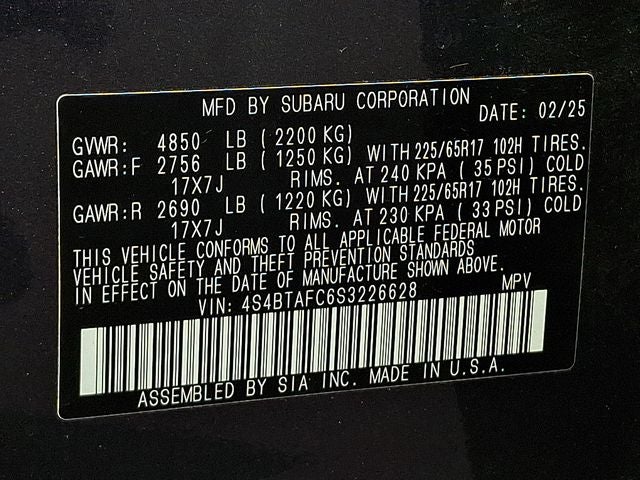 MFD BY SUBARU CORPORATION DATE: 02/25
GVWR: 4850 LB (2200 KG)
GAWR:F 2756 LB (1250 KG) WITH 225/65R17 102H TIRES.
17X7J RIMS. AT 240 KPA (35 PSI) COLD
GAWR:R 2690 LB (1220 KG) WITH 225/65R17 102H TIRES.
17X7J RIMS. AT 230 KPA (33 PSI) COLD
THIS VEHICLE CONFORMS TO ALL APPLICABLE FEDERAL MOTOR
VEHICLE SAFETY AND THEFT PREVENTION STANDARDS
IN EFFECT ON THE DATE OF MANUFACTURE SHOWN ABOVE.
VIN: 4S4BTAFC6S3226628 MPV
ASSEMBLED BY SIA INC. MADE IN U.S.A.